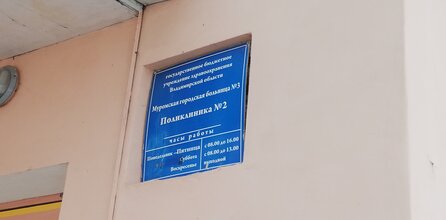 государственное бюджетное
учреждение здравоохранения
Владимирской области
Муромская городская больница №3
Поликлиника №2
часы работы
Понедельник—Пятница с 08.00 до 16.00
Суббота с 08.00 до 13.00
Воскресенье выходной